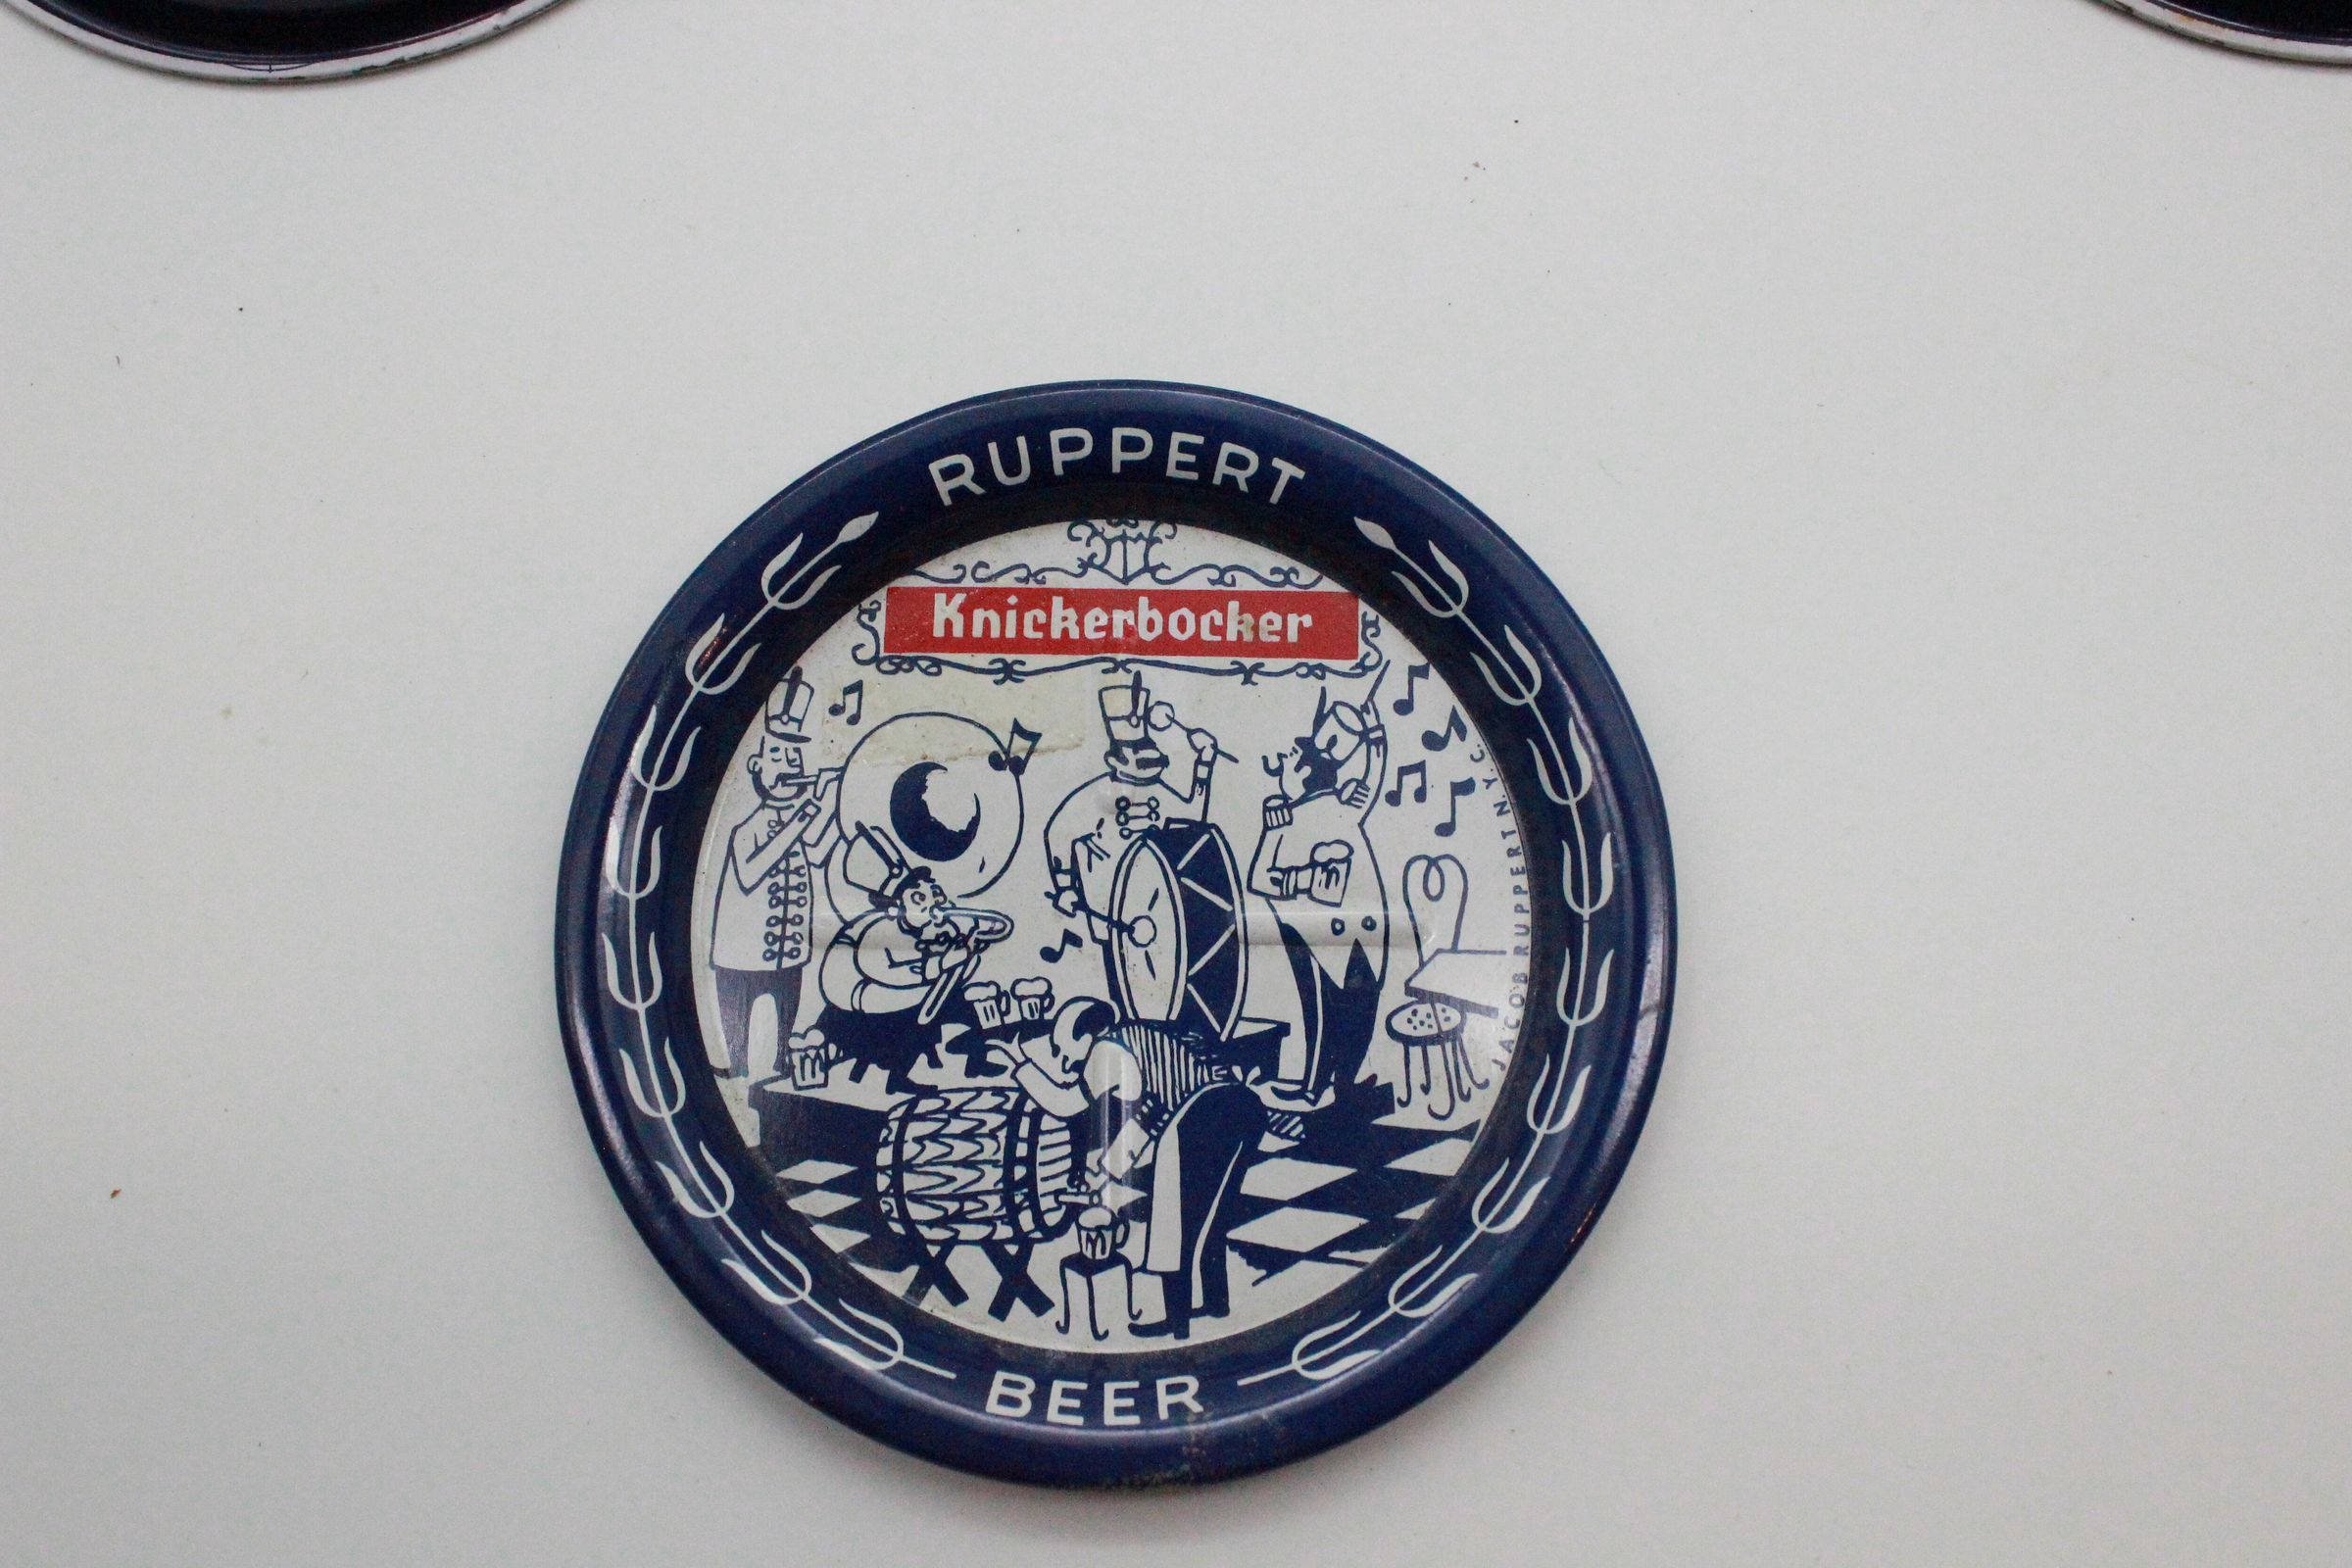 RUPPERT
Knickerbocker
JACOB RUPPERT N.Y.C.
BEER